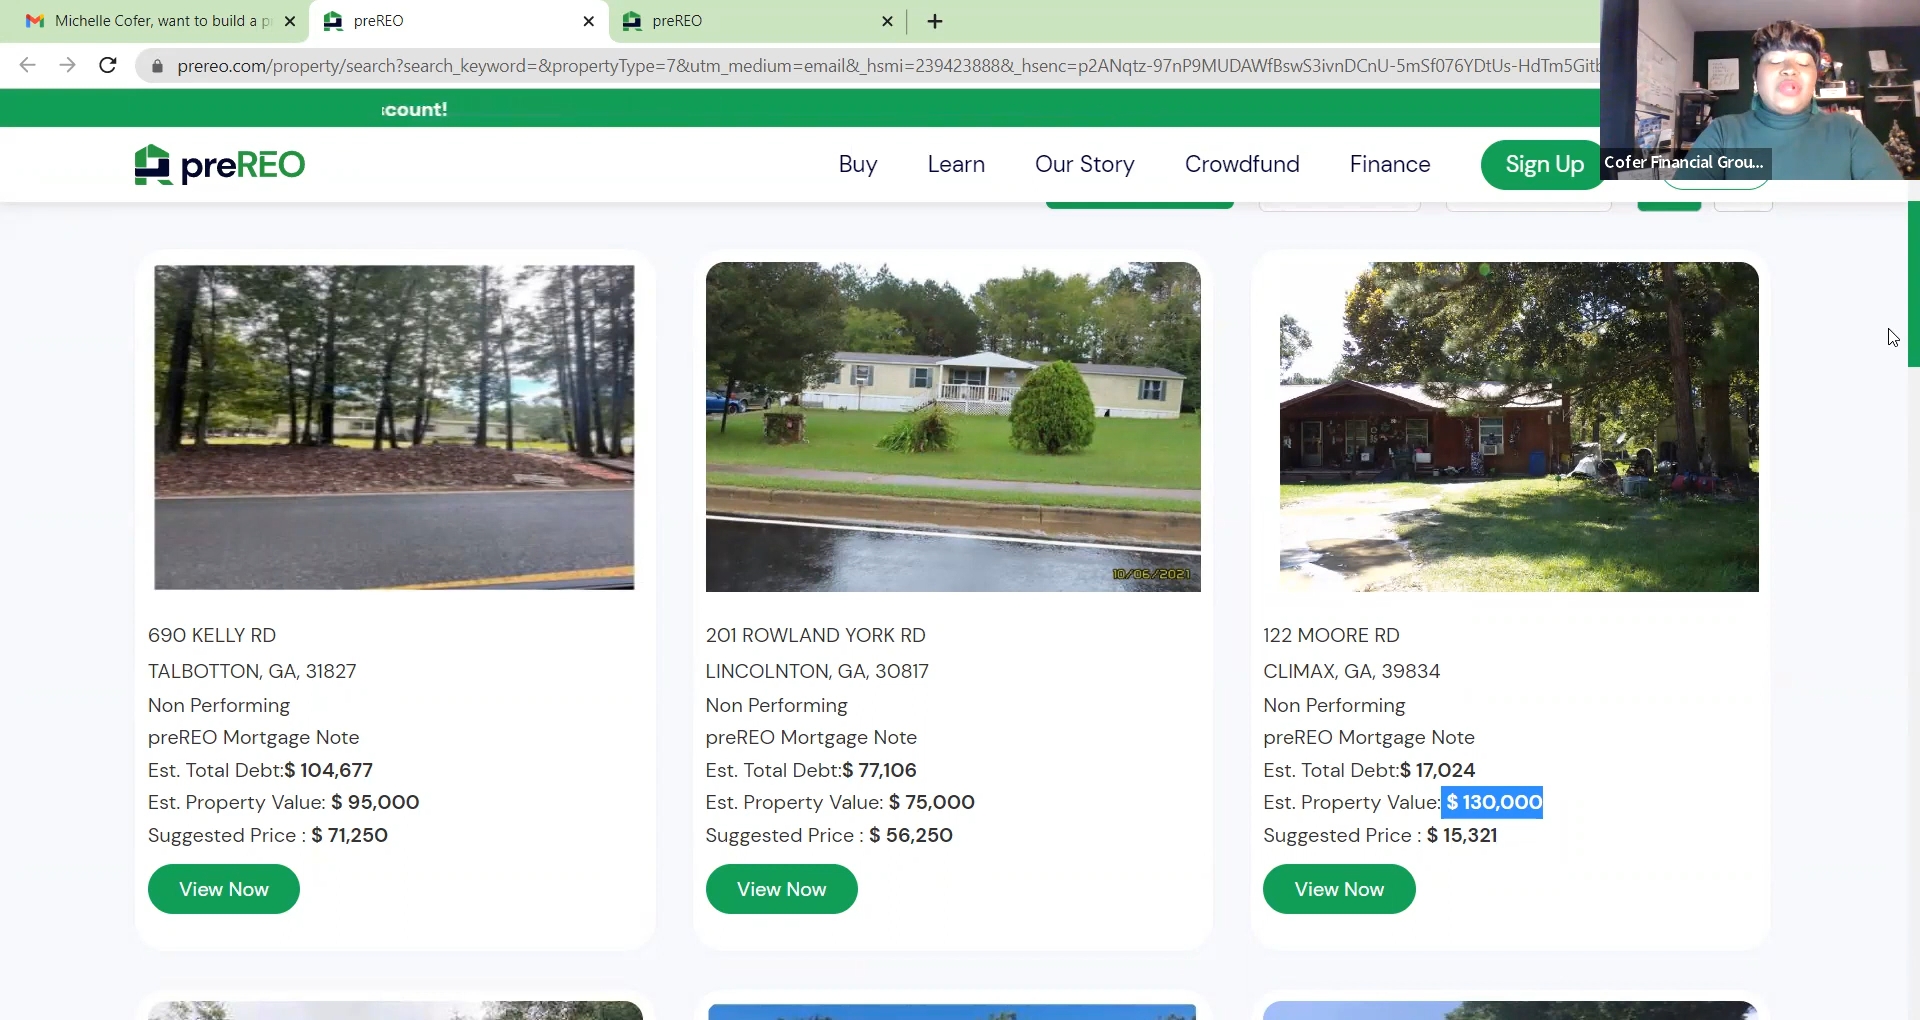 Michelle Cofer, want to build a p
preREO
preREO
prereo.com/property/search?search_keyword=&propertyType=7&utm_medium=email&_hsmi=239423888&_hsenc=p2ANqtz-97nP9MUDAWfBswS3ivnDCnU-5mSf076YDtUs-HdTm5Gitb
count!
preREO
Buy
Learn
Our Story
Crowdfund
Finance
Sign Up
Cofer Financial Grou...
10/06/2021
690 KELLY RD
TALBOTTON, GA, 31827
Non Performing
preREO Mortgage Note
Est. Total Debt:$ 104,677
Est. Property Value: $ 95,000
Suggested Price : $ 71,250
View Now
201 ROWLAND YORK RD
LINCOLNTON, GA, 30817
Non Performing
preREO Mortgage Note
Est. Total Debt:$ 77,106
Est. Property Value: $ 75,000
Suggested Price : $ 56,250
View Now
122 MOORE RD
CLIMAX, GA, 39834
Non Performing
preREO Mortgage Note
Est. Total Debt:$ 17,024
Est. Property Value: $ 130,000
Suggested Price : $ 15,321
View Now